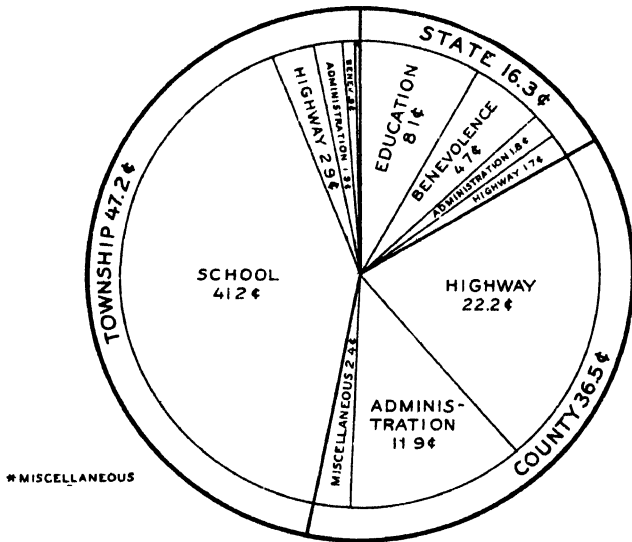 STATE 16.3¢
EDUCATION
8 1¢
BENEVOLENCE
4 7¢
ADMINISTRATION 1.8¢
HIGHWAY 1 7¢
COUNTY 36.5¢
HIGHWAY
22.2¢
ADMINIS-
TRATION
11 9¢
MISCELLANEOUS 2 4¢
TOWNSHIP 47.2¢
SCHOOL
41 2¢
HIGHWAY
2 9¢
ADMINISTRATION
BENEV.
*MISCELLANEOUS